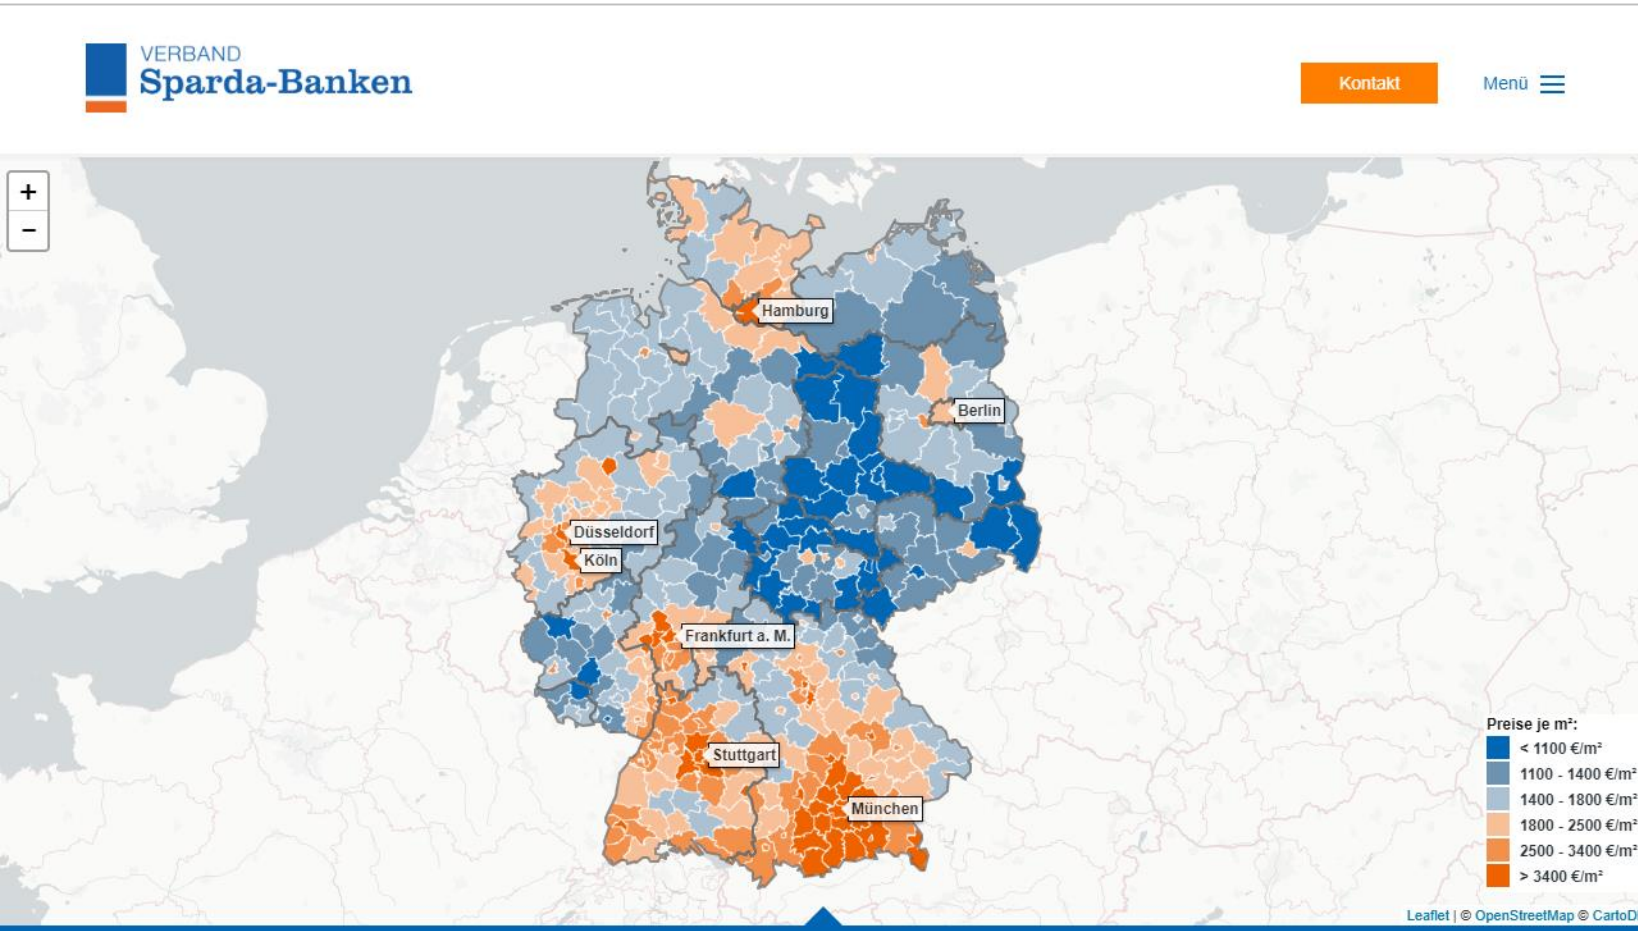 VERBAND
Sparda-Banken
Kontakt
Menü
+
−
Hamburg
Berlin
Düsseldorf
Köln
Frankfurt a. M.
Stuttgart
München
Preise je m²:
< 1100 €/m²
1100 - 1400 €/m²
1400 - 1800 €/m²
1800 - 2500 €/m²
2500 - 3400 €/m²
> 3400 €/m²
Leaflet | © OpenStreetMap © CartoD